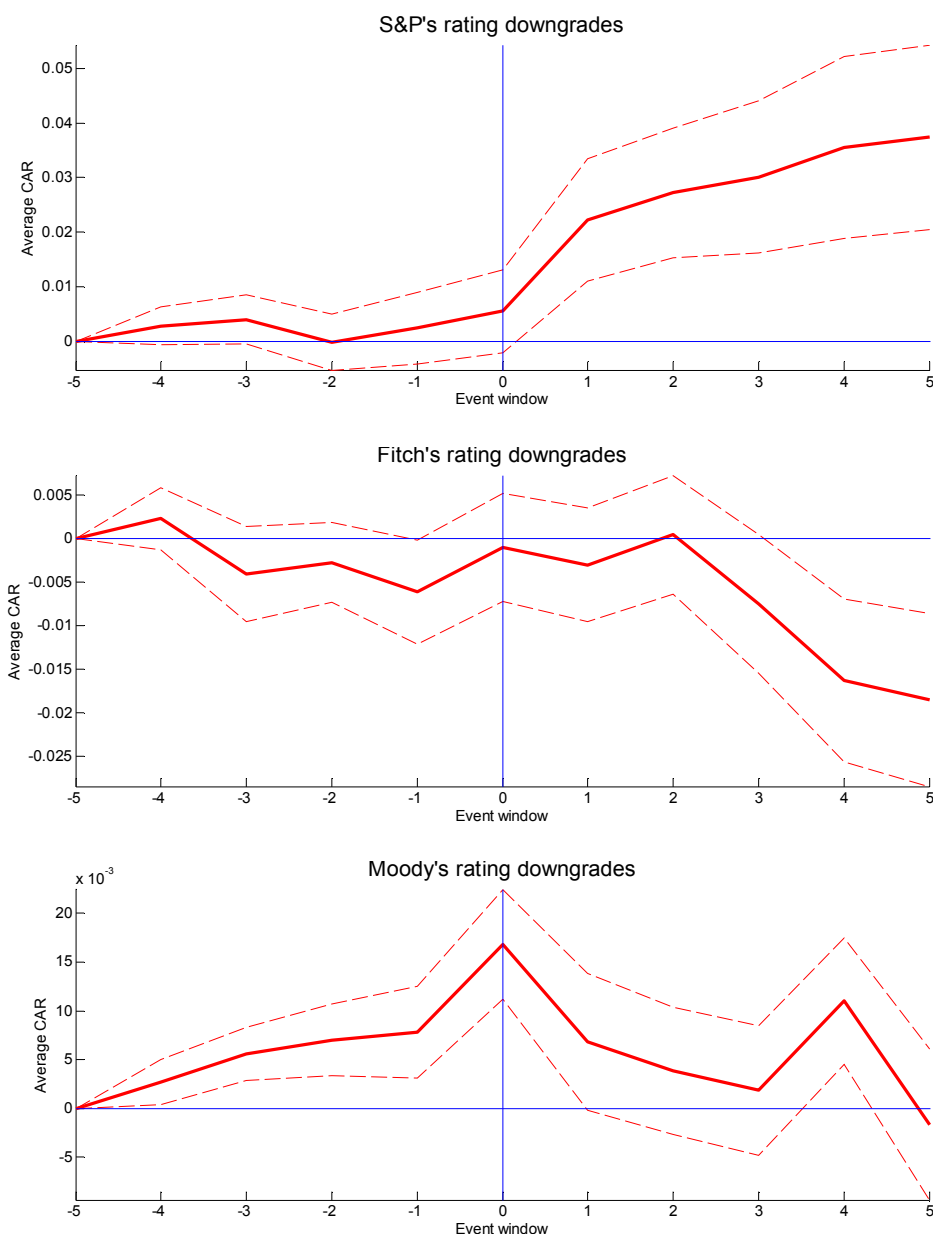 S&P's rating downgrades
0.05
0.04
0.03
0.02
0.01
0
Average CAR
-5 -4 -3 -2 -1 0 1 2 3 4 5
Event window
Fitch's rating downgrades
0.005
0
-0.005
-0.01
-0.015
-0.02
-0.025
Average CAR
-5 -4 -3 -2 -1 0 1 2 3 4 5
Event window
Moody's rating downgrades
x 10-3
20
15
10
5
0
-5
Average CAR
-5 -4 -3 -2 -1 0 1 2 3 4 5
Event window